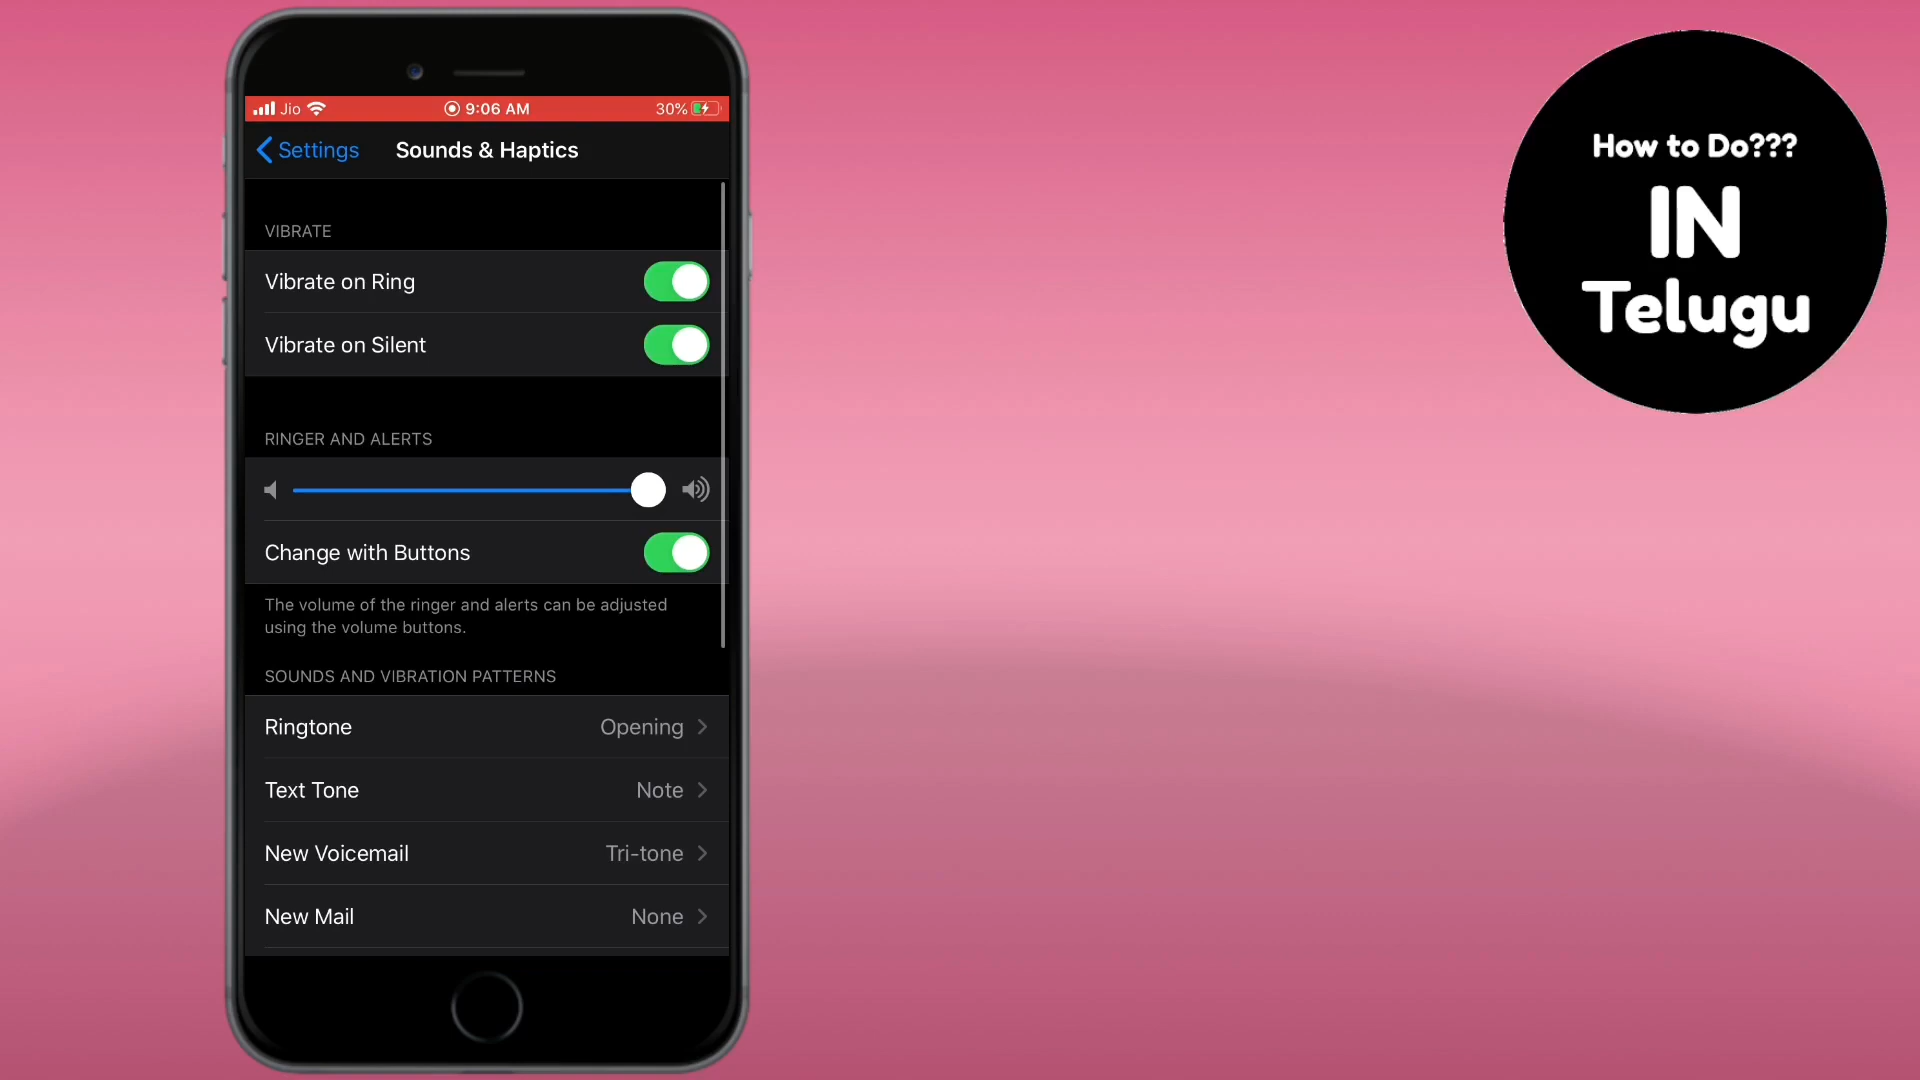 Jio 9:06 AM 30%
Settings Sounds & Haptics
VIBRATE
Vibrate on Ring
Vibrate on Silent
RINGER AND ALERTS
Change with Buttons
The volume of the ringer and alerts can be adjusted
using the volume buttons.
SOUNDS AND VIBRATION PATTERNS
Ringtone Opening
Text Tone Note
New Voicemail Tri-tone
New Mail None
How to Do???
IN
Telugu